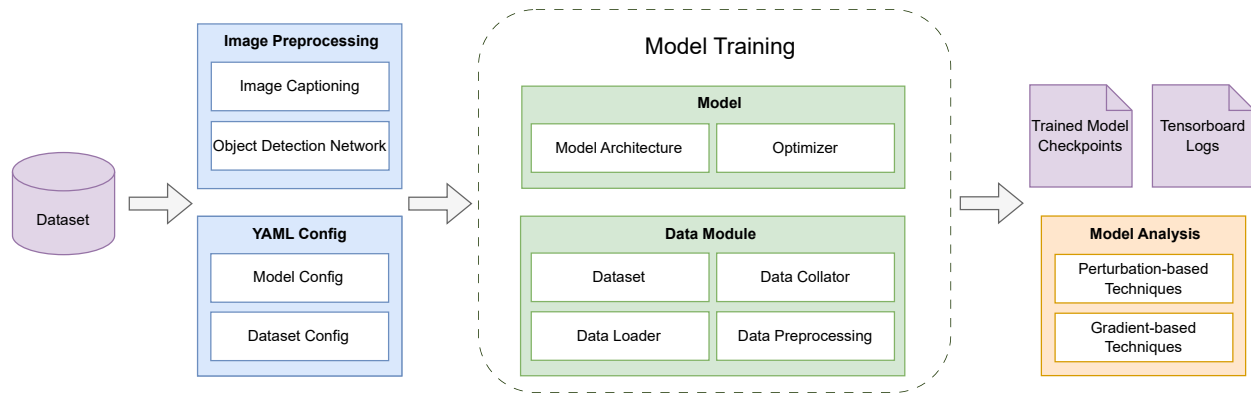 Dataset
Image Preprocessing
Image Captioning
Object Detection Network
YAML Config
Model Config
Dataset Config
Model Training
Model
Model Architecture
Optimizer
Data Module
Dataset
Data Collator
Data Loader
Data Preprocessing
Trained Model
Checkpoints
Tensorboard
Logs
Model Analysis
Perturbation-based
Techniques
Gradient-based
Techniques